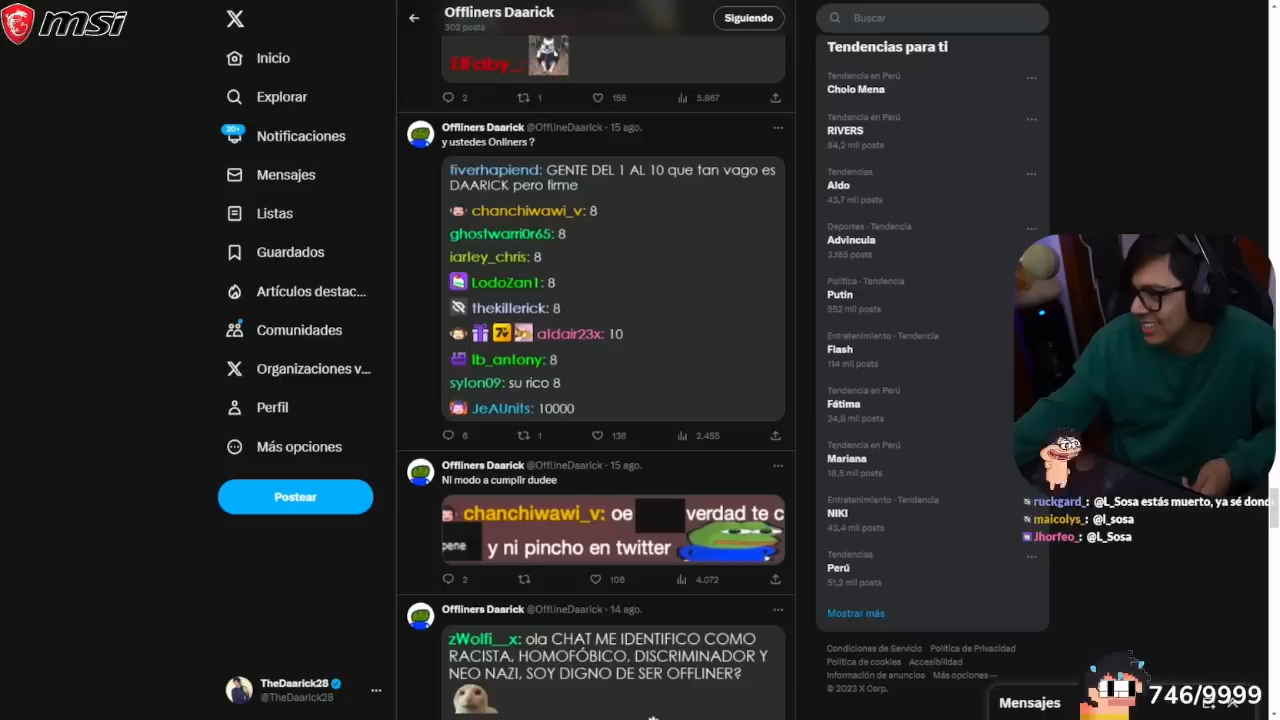 msi
Inicio
Explorar
20+
Notificaciones
Mensajes
Listas
Guardados
Artículos destac...
Comunidades
Organizaciones v...
Perfil
Más opciones
Postear
TheDaarick28
@TheDaarick28
Offliners Daarick
302 posts
Siguiendo
2 1 156 5.867
Offliners Daarick @OfflineDaarick · 15 ago.
y ustedes Onliners ?
fiverhapiend: GENTE DEL 1 AL 10 que tan vago es
DAARICK pero firme
chanchiwawi_v: 8
ghostwarri0r65: 8
iarley_chris: 8
LodoZan1: 8
thekillerick: 8
aldair23x: 10
lb_antony: 8
sylon09: su rico 8
JeAUnits: 10000
6 1 136 2.455
Offliners Daarick @OfflineDaarick · 15 ago.
Ni modo a cumplir dudee
chanchiwawi_v: oe verdad te c
pene y ni pincho en twitter
2 106 4.072
Offliners Daarick @OfflineDaarick · 14 ago.
zWolfi__x: ola CHAT ME IDENTIFICO COMO
RACISTA, HOMOFÓBICO, DISCRIMINADOR Y
NEO NAZI, SOY DIGNO DE SER OFFLINER?
Buscar
Tendencias para ti
Tendencia en Perú
Cholo Mena
Tendencia en Perú
RIVERS
64,2 mil posts
Tendencias
Aldo
43,7 mil posts
Deportes · Tendencia
Advincula
3.165 posts
Política · Tendencia
Putin
552 mil posts
Entretenimiento · Tendencia
Flash
114 mil posts
Tendencia en Perú
Fátima
24,8 mil posts
Tendencia en Perú
Mariana
18,5 mil posts
Entretenimiento · Tendencia
NIKI
43,4 mil posts
Tendencias
Perú
51,2 mil posts
Mostrar más
Condiciones de Servicio Política de Privacidad
Política de cookies Accesibilidad
Información de anuncios Más opciones
© 2023 X Corp.
ruckgard_: @L_Sosa estás muerto, ya sé dond
maicolys_: @l_sosa
Jhorfeo_: @L_Sosa
Mensajes
746/9999